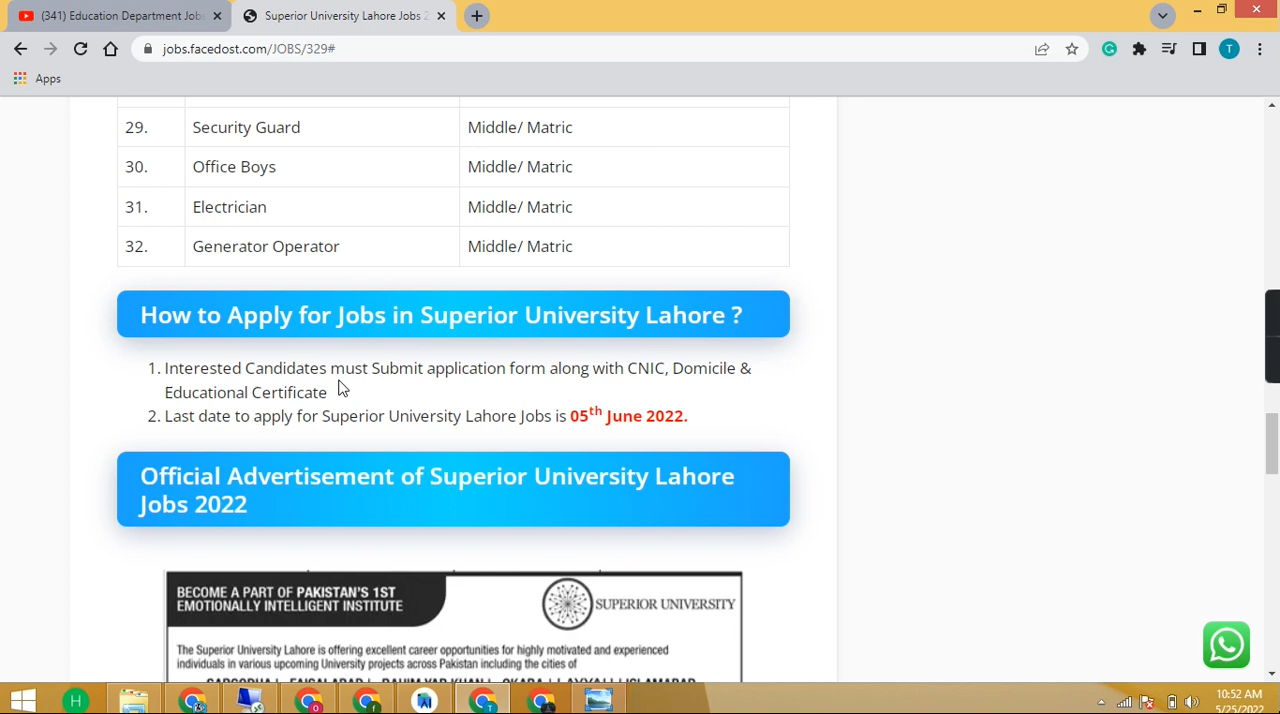 (341) Education Department Jobs
Superior University Lahore Jobs 2
jobs.facedost.com/JOBS/329#
T
Apps
29. Security Guard Middle/ Matric
30. Office Boys Middle/ Matric
31. Electrician Middle/ Matric
32. Generator Operator Middle/ Matric
How to Apply for Jobs in Superior University Lahore ?
1. Interested Candidates must Submit application form along with CNIC, Domicile &
Educational Certificate
2. Last date to apply for Superior University Lahore Jobs is 05th June 2022.
Official Advertisement of Superior University Lahore
Jobs 2022
BECOME A PART OF PAKISTAN'S 1ST
EMOTIONALLY INTELLIGENT INSTITUTE
SUPERIOR UNIVERSITY
The Superior University Lahore is offering excellent career opportunities for highly motivated and experienced
individuals in various upcoming University projects across Pakistan including the cities of
H
10:52 AM
5/25/2022